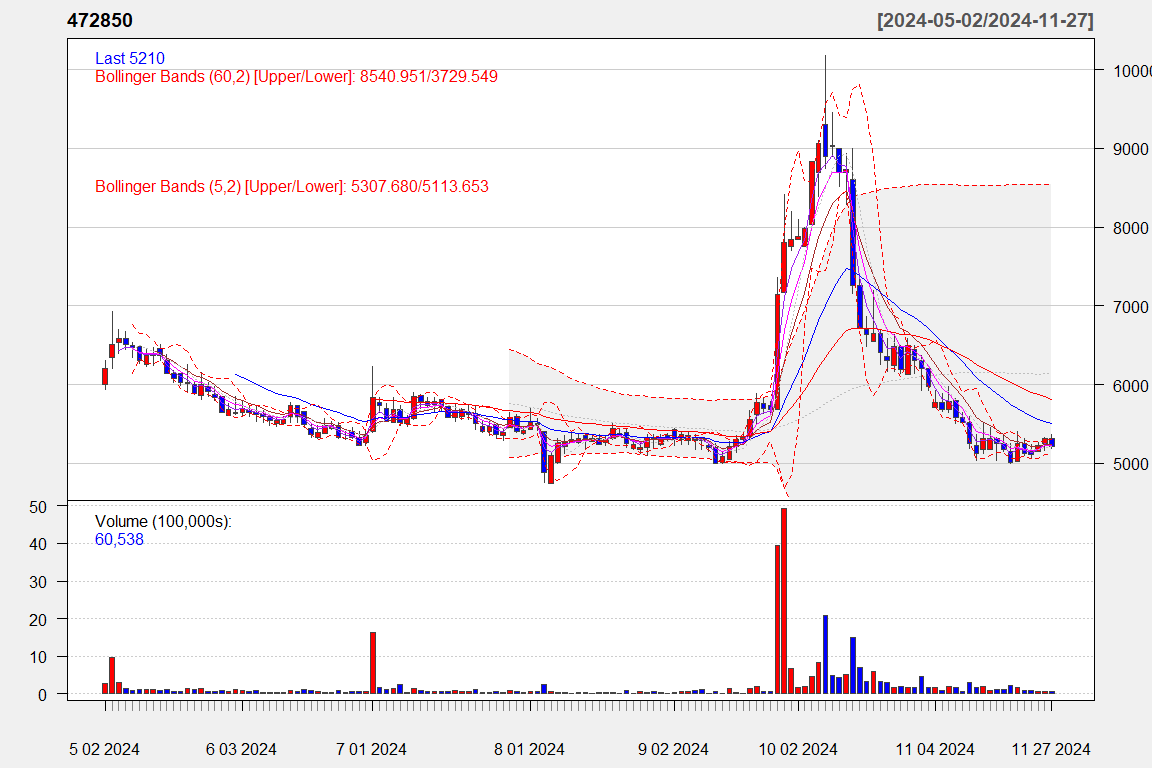 472850 [2024-05-02/2024-11-27]
Last 5210
Bollinger Bands (60,2) [Upper/Lower]: 8540.951/3729.549
Bollinger Bands (5,2) [Upper/Lower]: 5307.680/5113.653
10000
9000
8000
7000
6000
5000
Volume (100,000s):
60,538
50
40
30
20
10
0
5 02 2024 6 03 2024 7 01 2024 8 01 2024 9 02 2024 10 02 2024 11 04 2024 11 27 2024